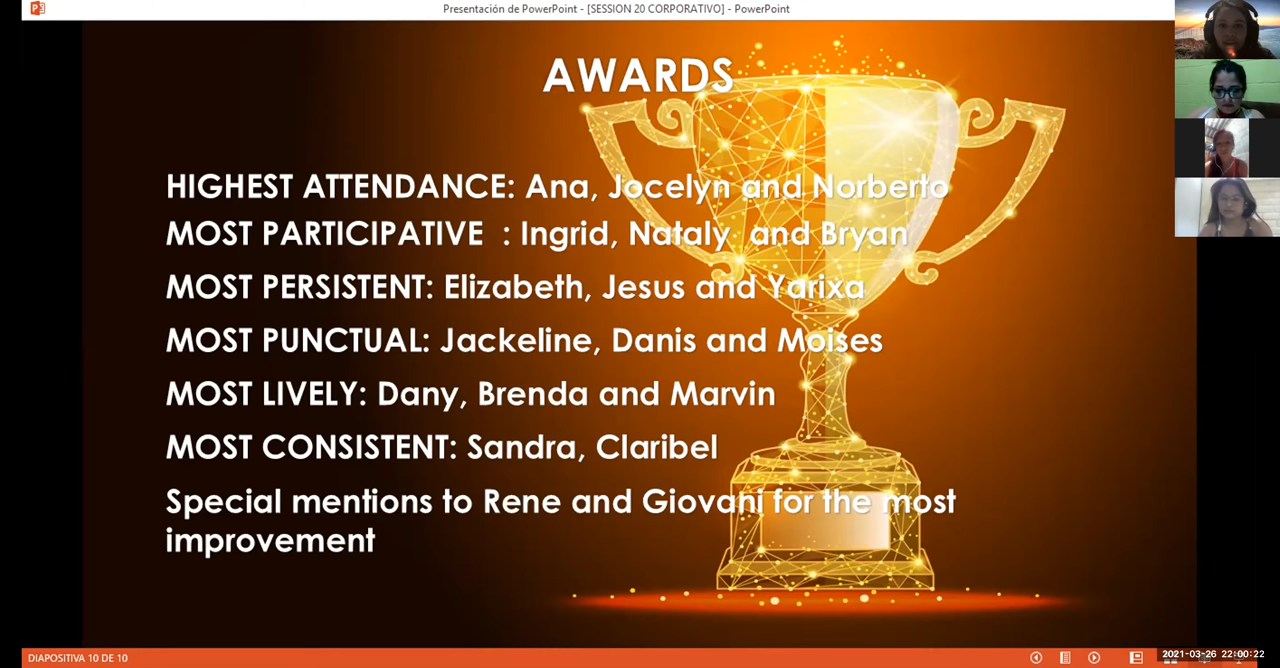 Presentación de PowerPoint - [SESSION 20 CORPORATIVO] - PowerPoint
AWARDS
HIGHEST ATTENDANCE: Ana, Jocelyn and Norberto
MOST PARTICIPATIVE : Ingrid, Nataly and Bryan
MOST PERSISTENT: Elizabeth, Jesus and Yarixa
MOST PUNCTUAL: Jackeline, Danis and Moises
MOST LIVELY: Dany, Brenda and Marvin
MOST CONSISTENT: Sandra, Claribel
Special mentions to Rene and Giovani for the most
improvement
DIAPOSITIVA 10 DE 10
2021-03-26 22:00:22